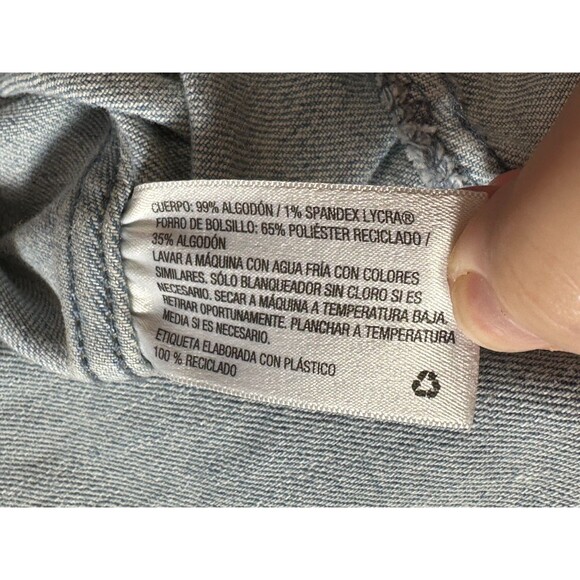 CUERPO: 99% ALGODÓN / 1% SPANDEX LYCRA®
FORRO DE BOLSILLO: 65% POLIÉSTER RECICLADO /
35% ALGODÓN
LAVAR A MÁQUINA CON AGUA FRÍA CON COLORES
SIMILARES. SÓLO BLANQUEADOR SIN CLORO SI ES
NECESARIO. SECAR A MÁQUINA A TEMPERATURA BAJA.
RETIRAR OPORTUNAMENTE. PLANCHAR A TEMPERATURA
MEDIA SI ES NECESARIO.
ETIQUETA ELABORADA CON PLÁSTICO
100 % RECICLADO